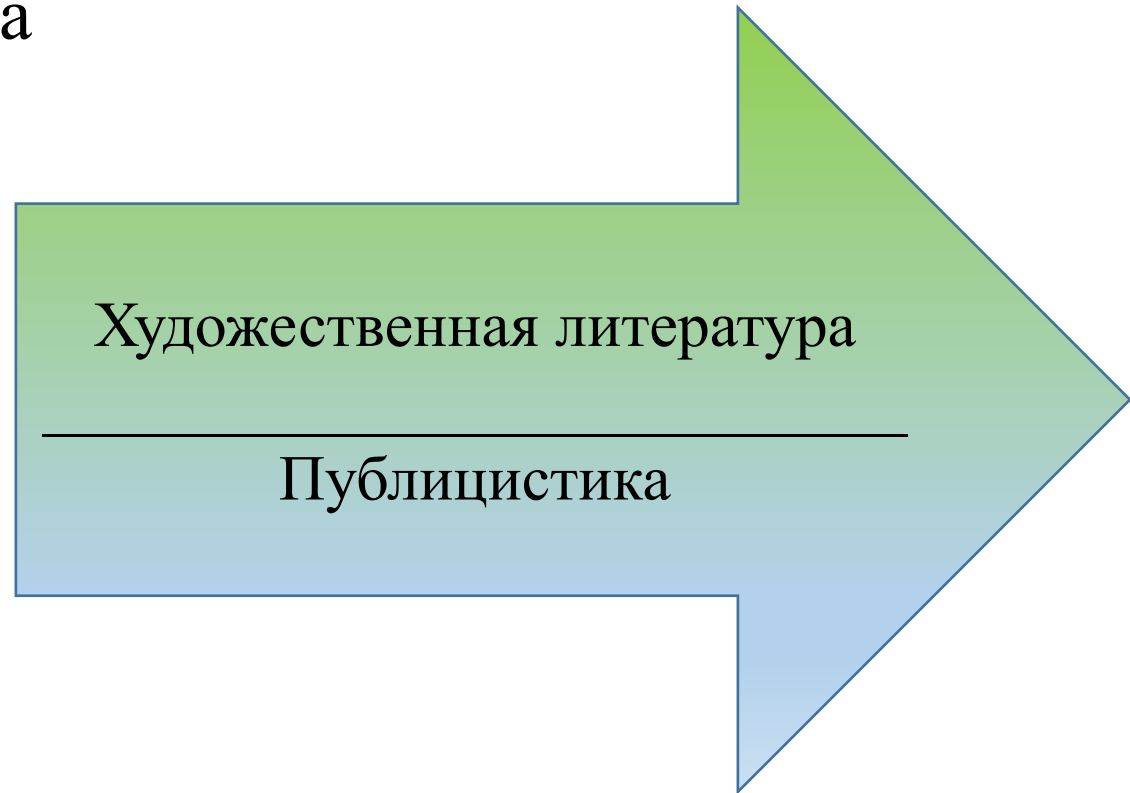 а
Художественная литература
Публицистика